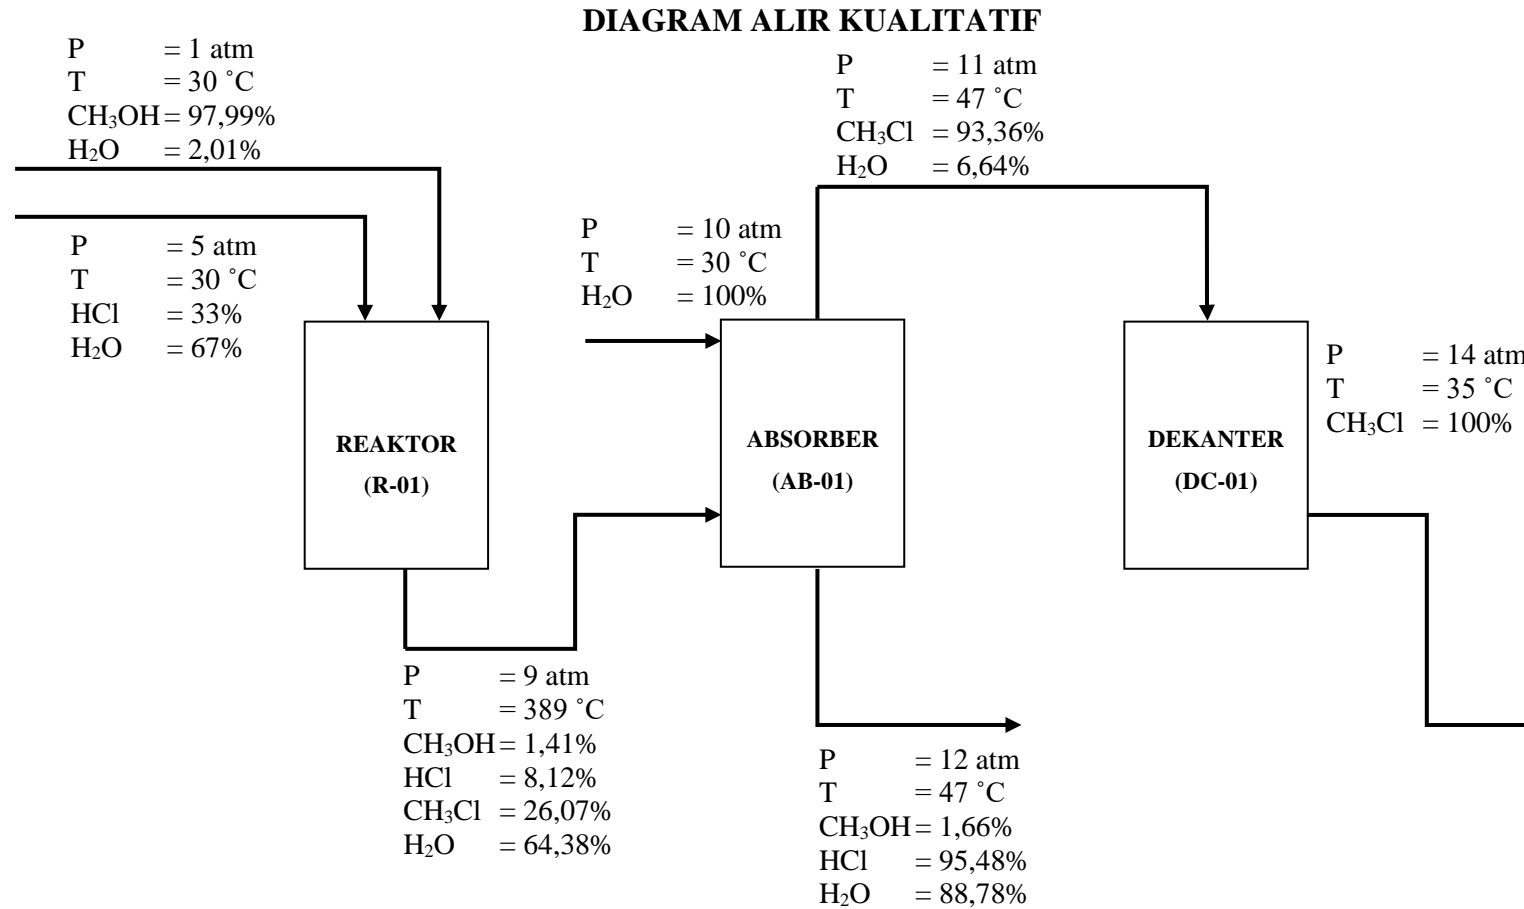 DIAGRAM ALIR KUALITATIF
P = 1 atm
T = 30 ˚C
CH₃OH = 97,99%
H₂O = 2,01%
P = 5 atm
T = 30 ˚C
HCl = 33%
H₂O = 67%
REAKTOR
(R-01)
P = 9 atm
T = 389 ˚C
CH₃OH = 1,41%
HCl = 8,12%
CH₃Cl = 26,07%
H₂O = 64,38%
P = 10 atm
T = 30 ˚C
H₂O = 100%
ABSORBER
(AB-01)
P = 11 atm
T = 47 ˚C
CH₃Cl = 93,36%
H₂O = 6,64%
P = 12 atm
T = 47 ˚C
CH₃OH = 1,66%
HCl = 95,48%
H₂O = 88,78%
DEKANTER
(DC-01)
P = 14 atm
T = 35 ˚C
CH₃Cl = 100%